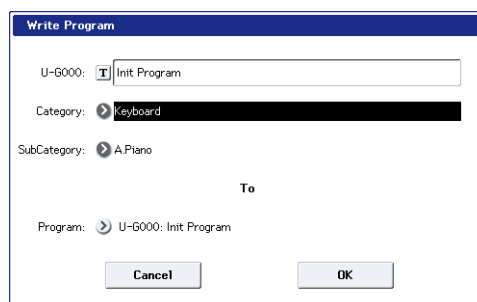 Write Program
U-G000: T Init Program
Category: Keyboard
SubCategory: A.Piano
To
Program: U-G000: Init Program
Cancel OK